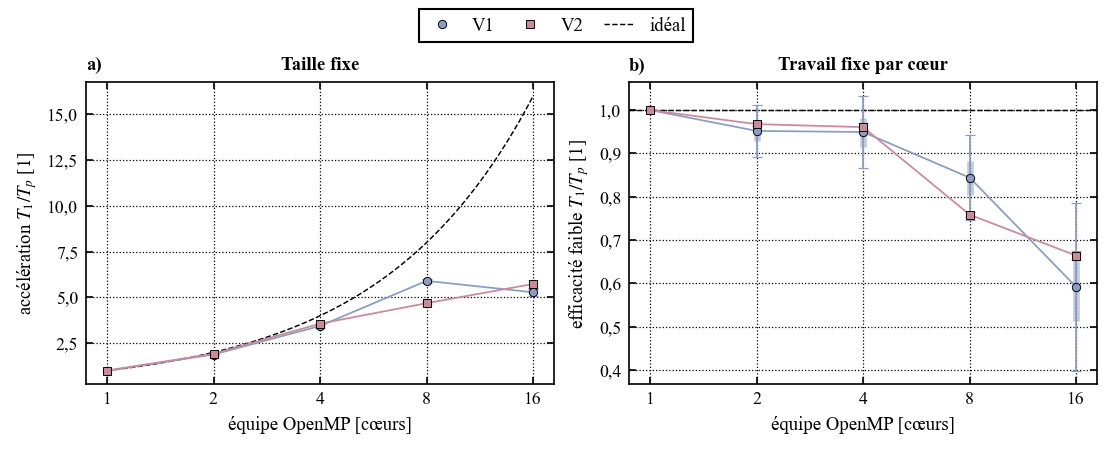 V1 V2 idéal
a) Taille fixe
accélération T₁/Tₚ [1]
15,0
12,5
10,0
7,5
5,0
2,5
1 2 4 8 16
équipe OpenMP [cœurs]
b) Travail fixe par cœur
efficacité faible T₁/Tₚ [1]
1,0
0,9
0,8
0,7
0,6
0,5
0,4
1 2 4 8 16
équipe OpenMP [cœurs]